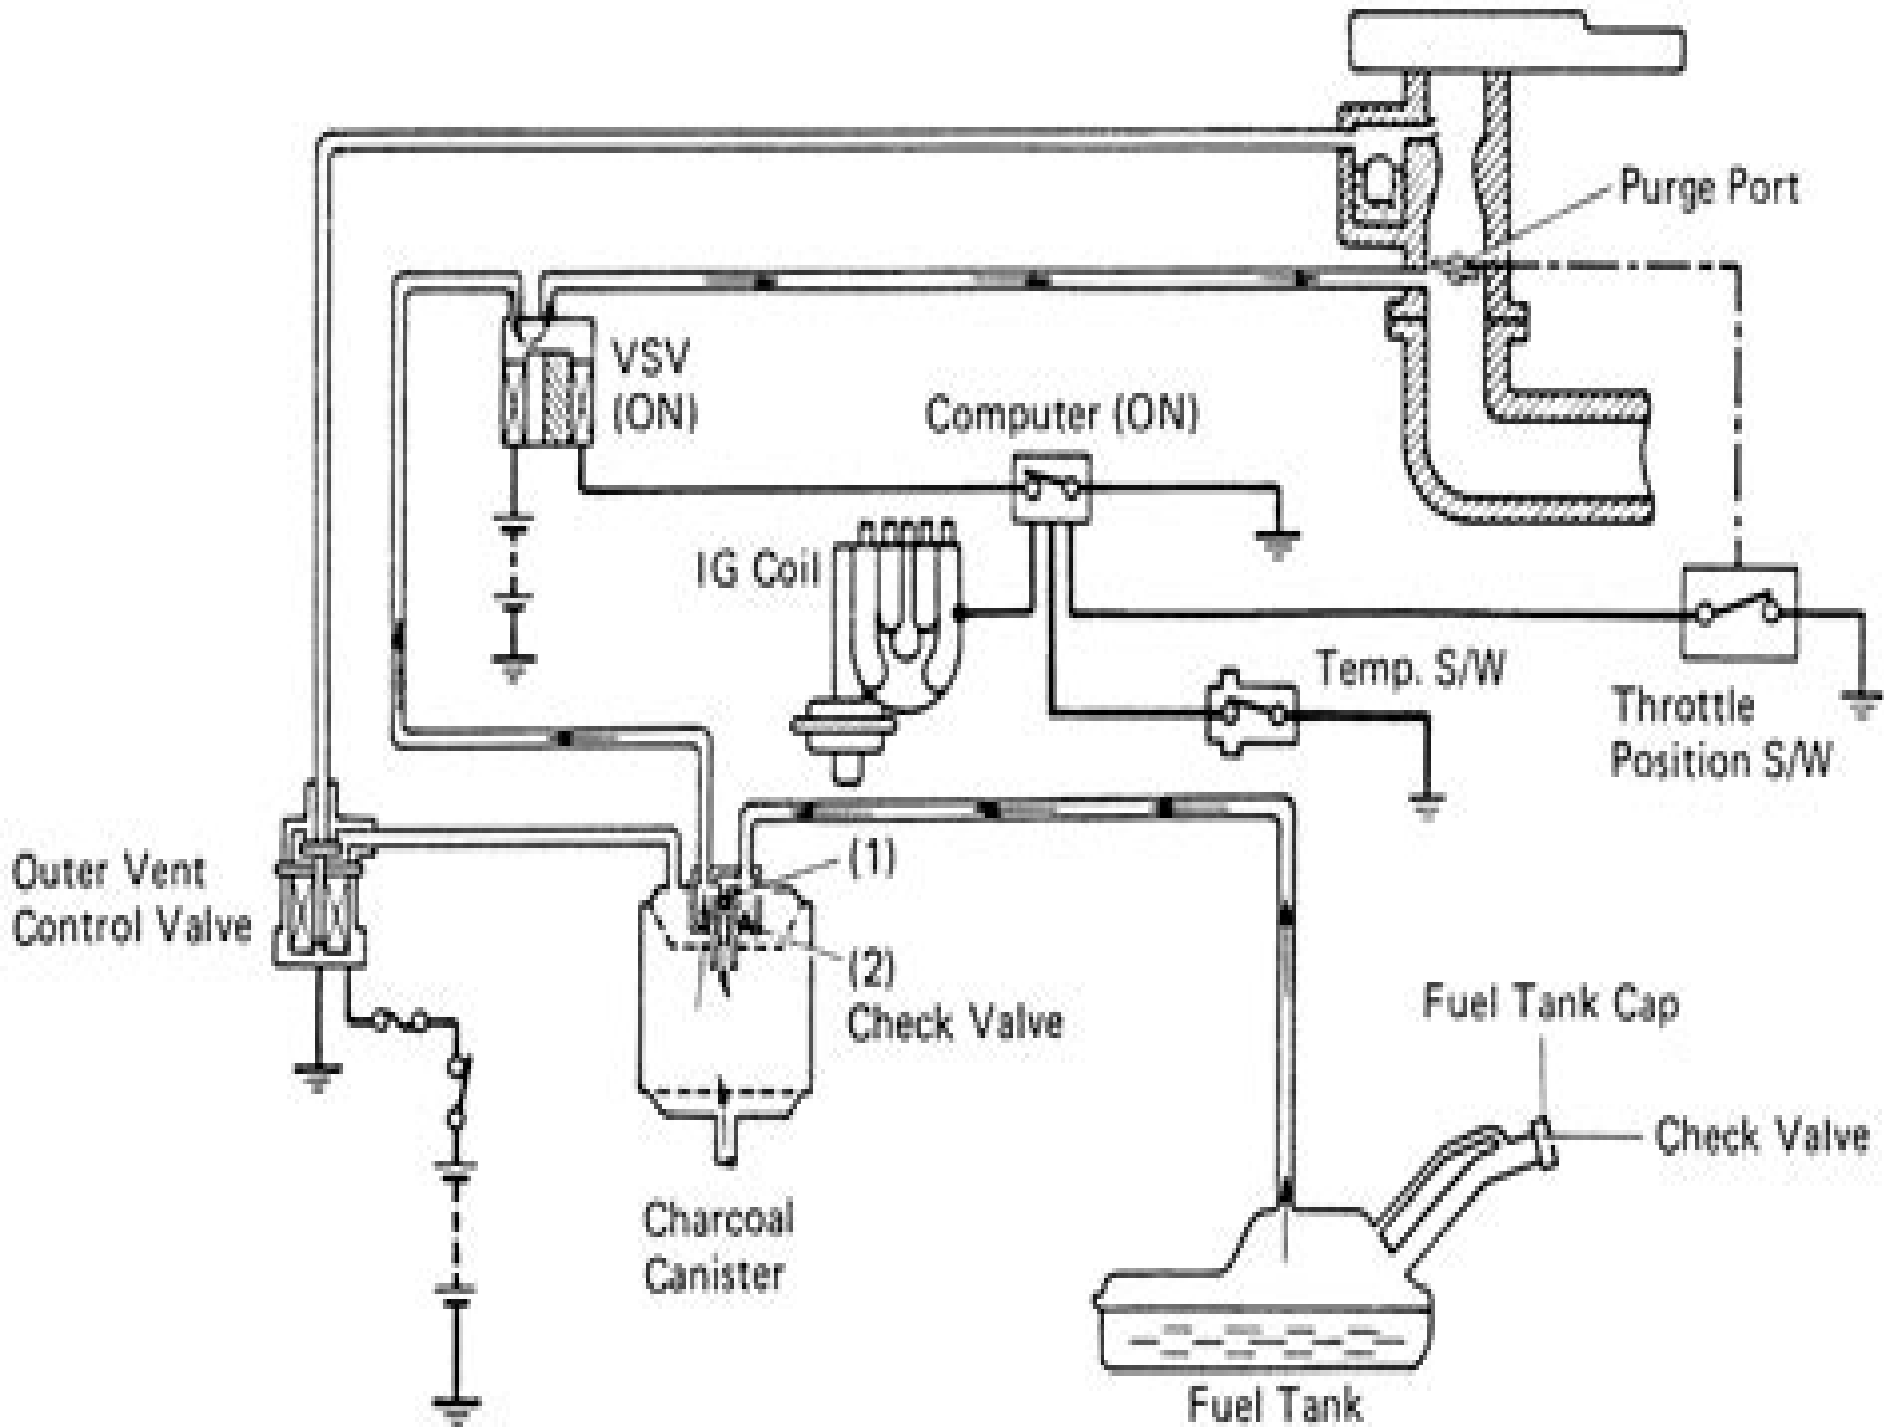 Purge Port
VSV
(ON)
Computer (ON)
IG Coil
Temp. S/W
Throttle
Position S/W
Outer Vent
Control Valve
(1)
(2)
Check Valve
Fuel Tank Cap
Check Valve
Charcoal
Canister
Fuel Tank